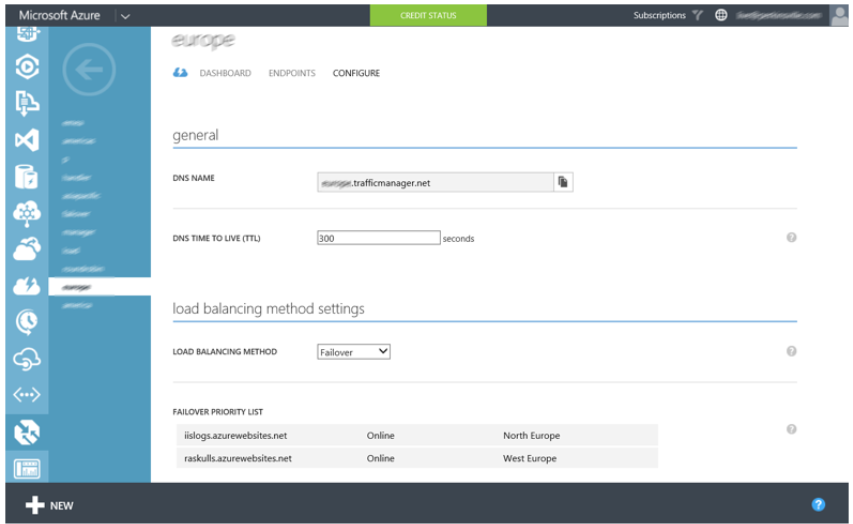 Microsoft Azure
CREDIT STATUS
Subscriptions
europe
DASHBOARD ENDPOINTS CONFIGURE
general
DNS NAME
europe.trafficmanager.net
DNS TIME TO LIVE (TTL)
300 seconds
load balancing method settings
LOAD BALANCING METHOD
Failover
FAILOVER PRIORITY LIST
iislogs.azurewebsites.net Online North Europe
raskulls.azurewebsites.net Online West Europe
NEW
?